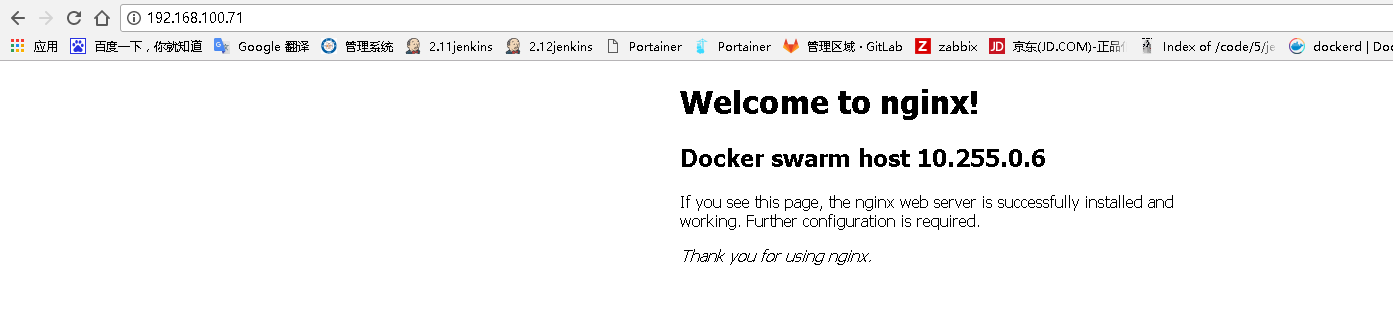 192.168.100.71
应用 百度一下，你就知道 Google 翻译 管理系统 2.11jenkins 2.12jenkins Portainer Portainer 管理区域 · GitLab zabbix JD 京东(JD.COM)-正品 Index of /code/5/je dockerd | Doc
Welcome to nginx!
Docker swarm host 10.255.0.6
If you see this page, the nginx web server is successfully installed and
working. Further configuration is required.
Thank you for using nginx.